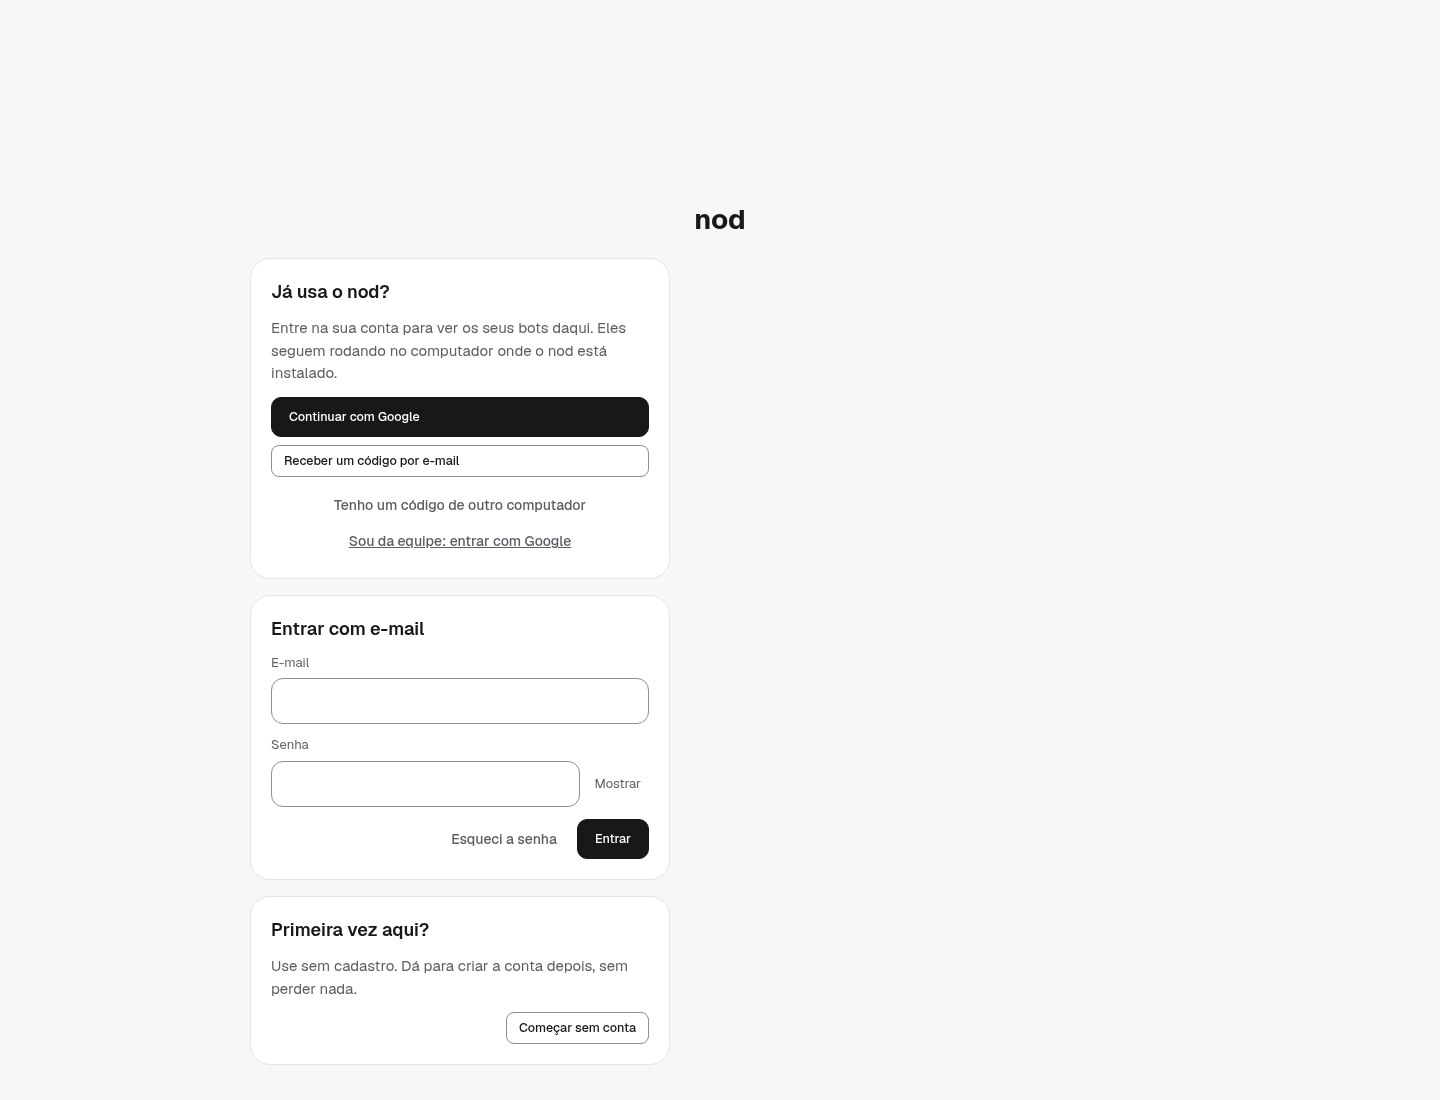 nod
Já usa o nod?
Entre na sua conta para ver os seus bots daqui. Eles
seguem rodando no computador onde o nod está
instalado.
Continuar com Google
Receber um código por e-mail
Tenho um código de outro computador
Sou da equipe: entrar com Google
Entrar com e-mail
E-mail
Senha
Mostrar
Esqueci a senha
Entrar
Primeira vez aqui?
Use sem cadastro. Dá para criar a conta depois, sem
perder nada.
Começar sem conta